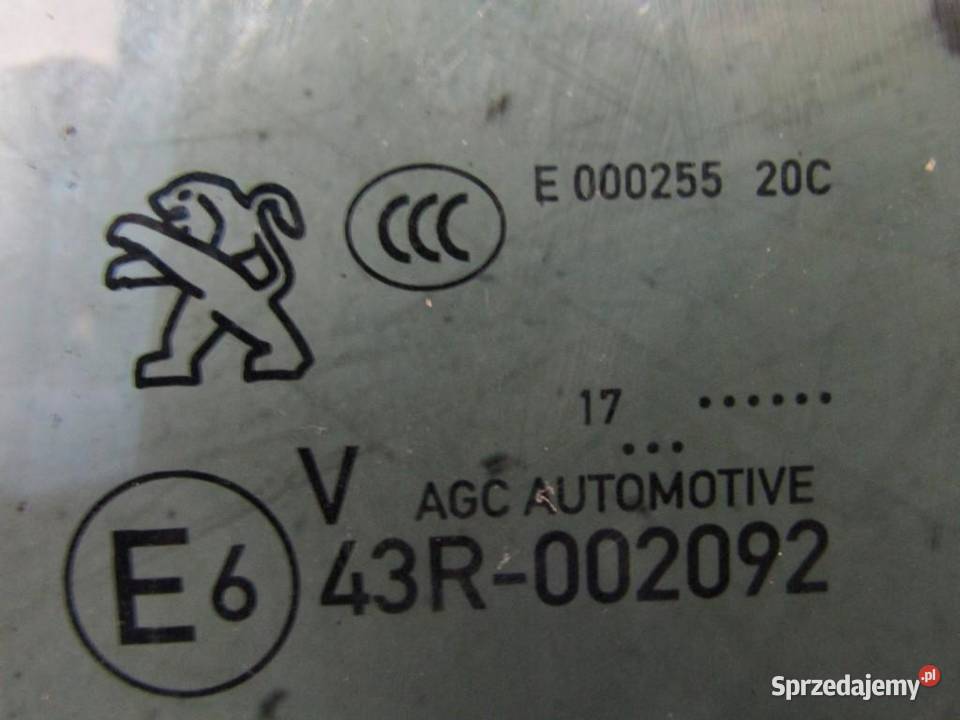 CCC
E 000255 20C
17 ......
...
V
AGC AUTOMOTIVE
E6
43R-002092
Sprzedajemy.pl